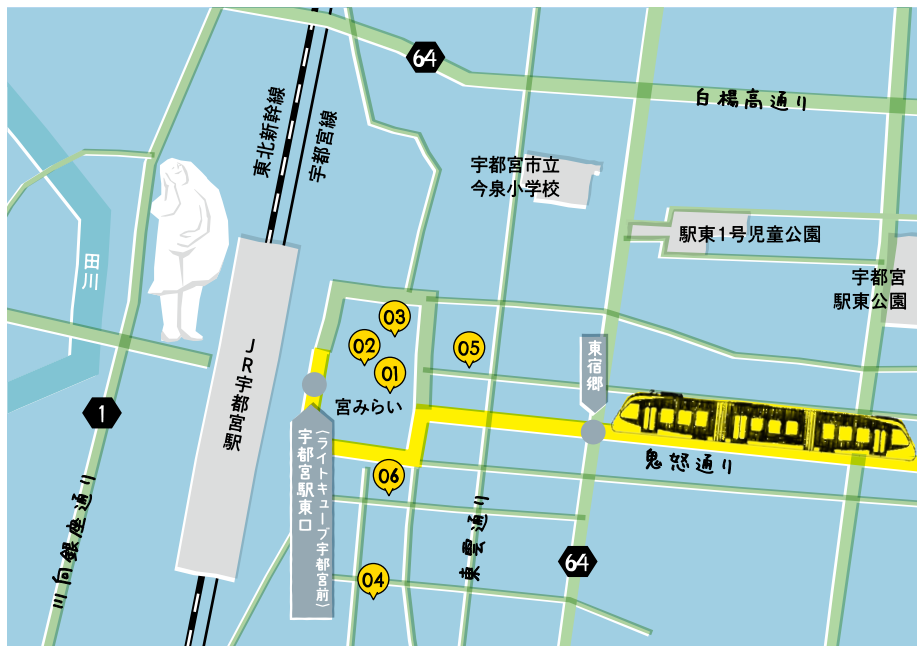 64
白楊高通り
東北新幹線
宇都宮線
宇都宮市立
今泉小学校
駅東1号児童公園
宇都宮
駅東公園
田川
03
02
05
01
東宿郷
宮みらい
JR宇都宮駅
1
鬼怒通り
宇都宮駅東口
(ライトキューブ宇都宮前)
06
川向銀座通り
東雲通り
64
04